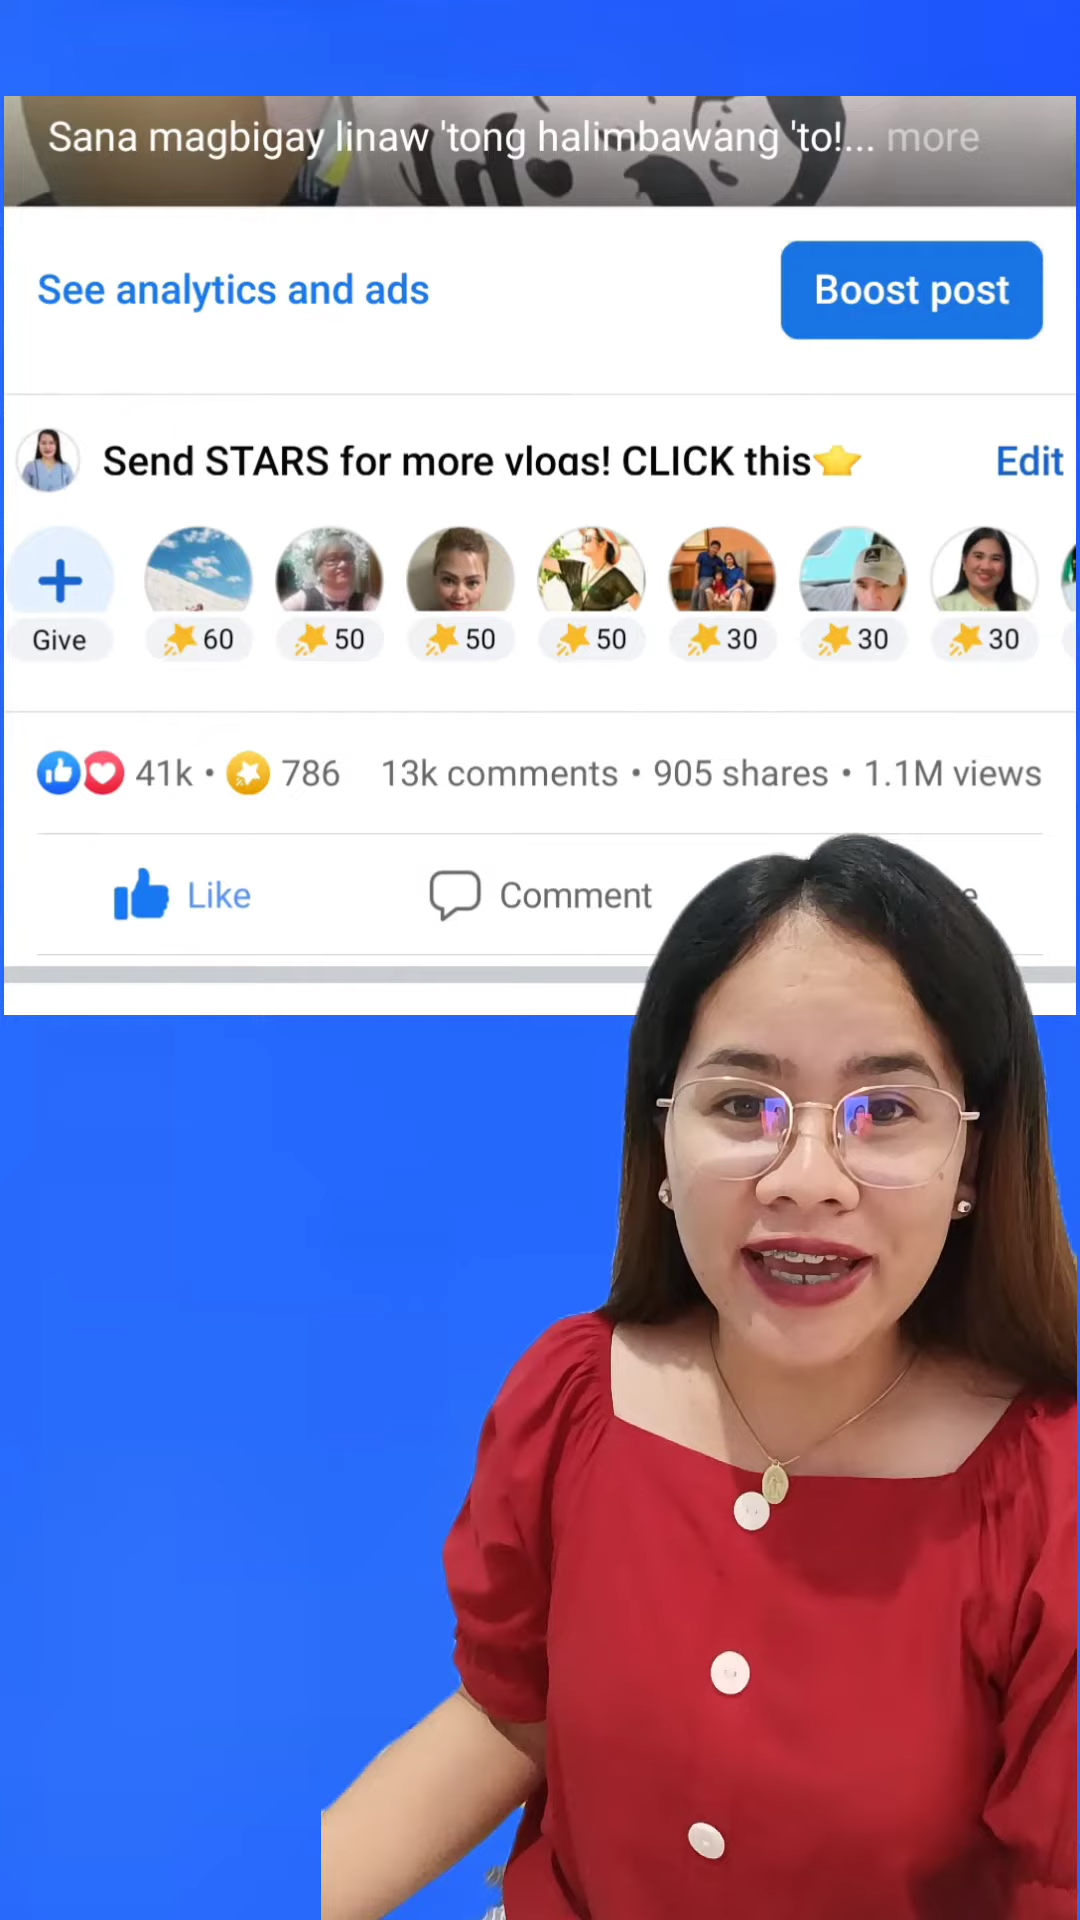 Sana magbigay linaw 'tong halimbawang 'to!... more
See analytics and ads
Boost post
Send STARS for more vlogs! CLICK this⭐
Edit
Give
60
50
50
50
30
30
30
41k • 786 13k comments • 905 shares • 1.1M views
Like
Comment